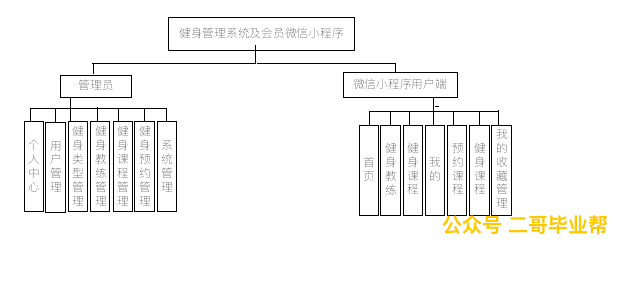 健身管理系统及会员微信小程序
管理员
微信小程序用户端
个人中心
用户管理
健身类型管理
健身教练管理
健身课程管理
健身预约管理
系统管理
首页
健身教练
健身课程
我的
预约课程
健身课程
我的收藏管理
公众号 二哥毕业帮